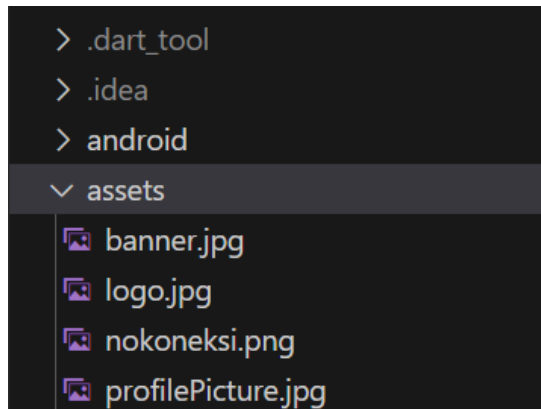 .dart_tool
.idea
android
assets
banner.jpg
logo.jpg
nokoneksi.png
profilePicture.jpg